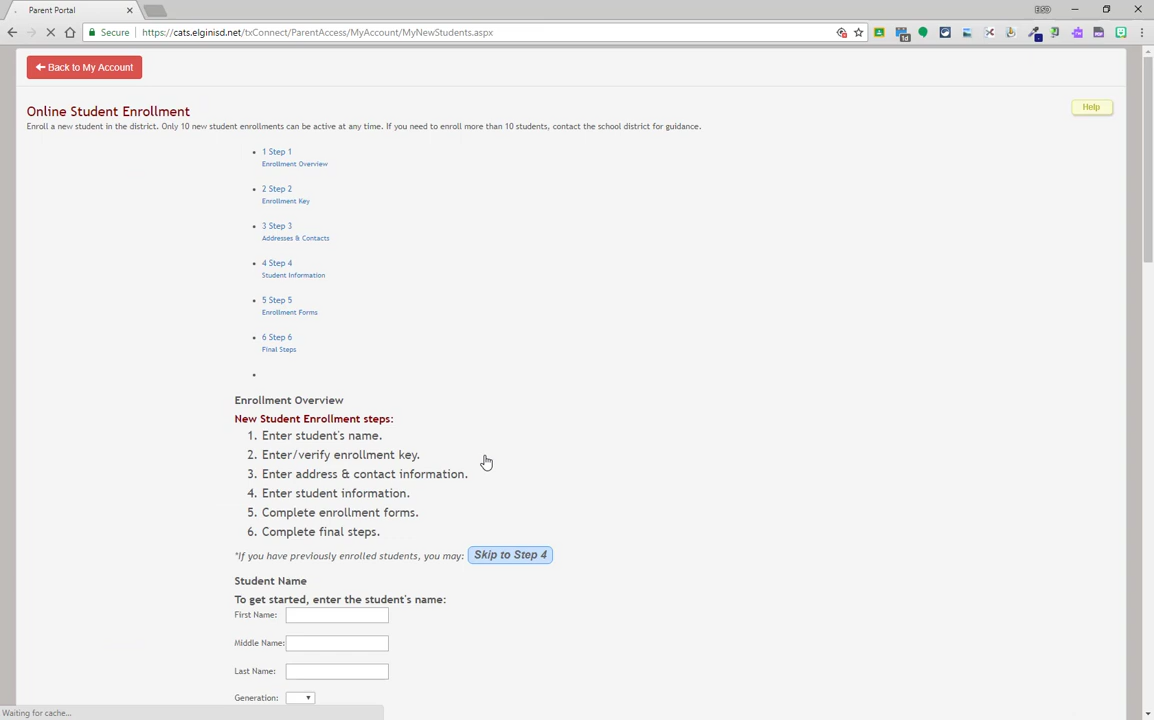 Parent Portal
EISD
Secure
https://cats.elginisd.net/txConnect/ParentAccess/MyAccount/MyNewStudents.aspx
1d
Back to My Account
Online Student Enrollment
Help
Enroll a new student in the district. Only 10 new student enrollments can be active at any time. If you need to enroll more than 10 students, contact the school district for guidance.
• 1 Step 1
Enrollment Overview
• 2 Step 2
Enrollment Key
• 3 Step 3
Addresses & Contacts
• 4 Step 4
Student Information
• 5 Step 5
Enrollment Forms
• 6 Step 6
Final Steps
•
Enrollment Overview
New Student Enrollment steps:
1. Enter student's name.
2. Enter/verify enrollment key.
3. Enter address & contact information.
4. Enter student information.
5. Complete enrollment forms.
6. Complete final steps.
*If you have previously enrolled students, you may: Skip to Step 4
Student Name
To get started, enter the student's name:
First Name:
Middle Name:
Last Name:
Generation:
Waiting for cache...